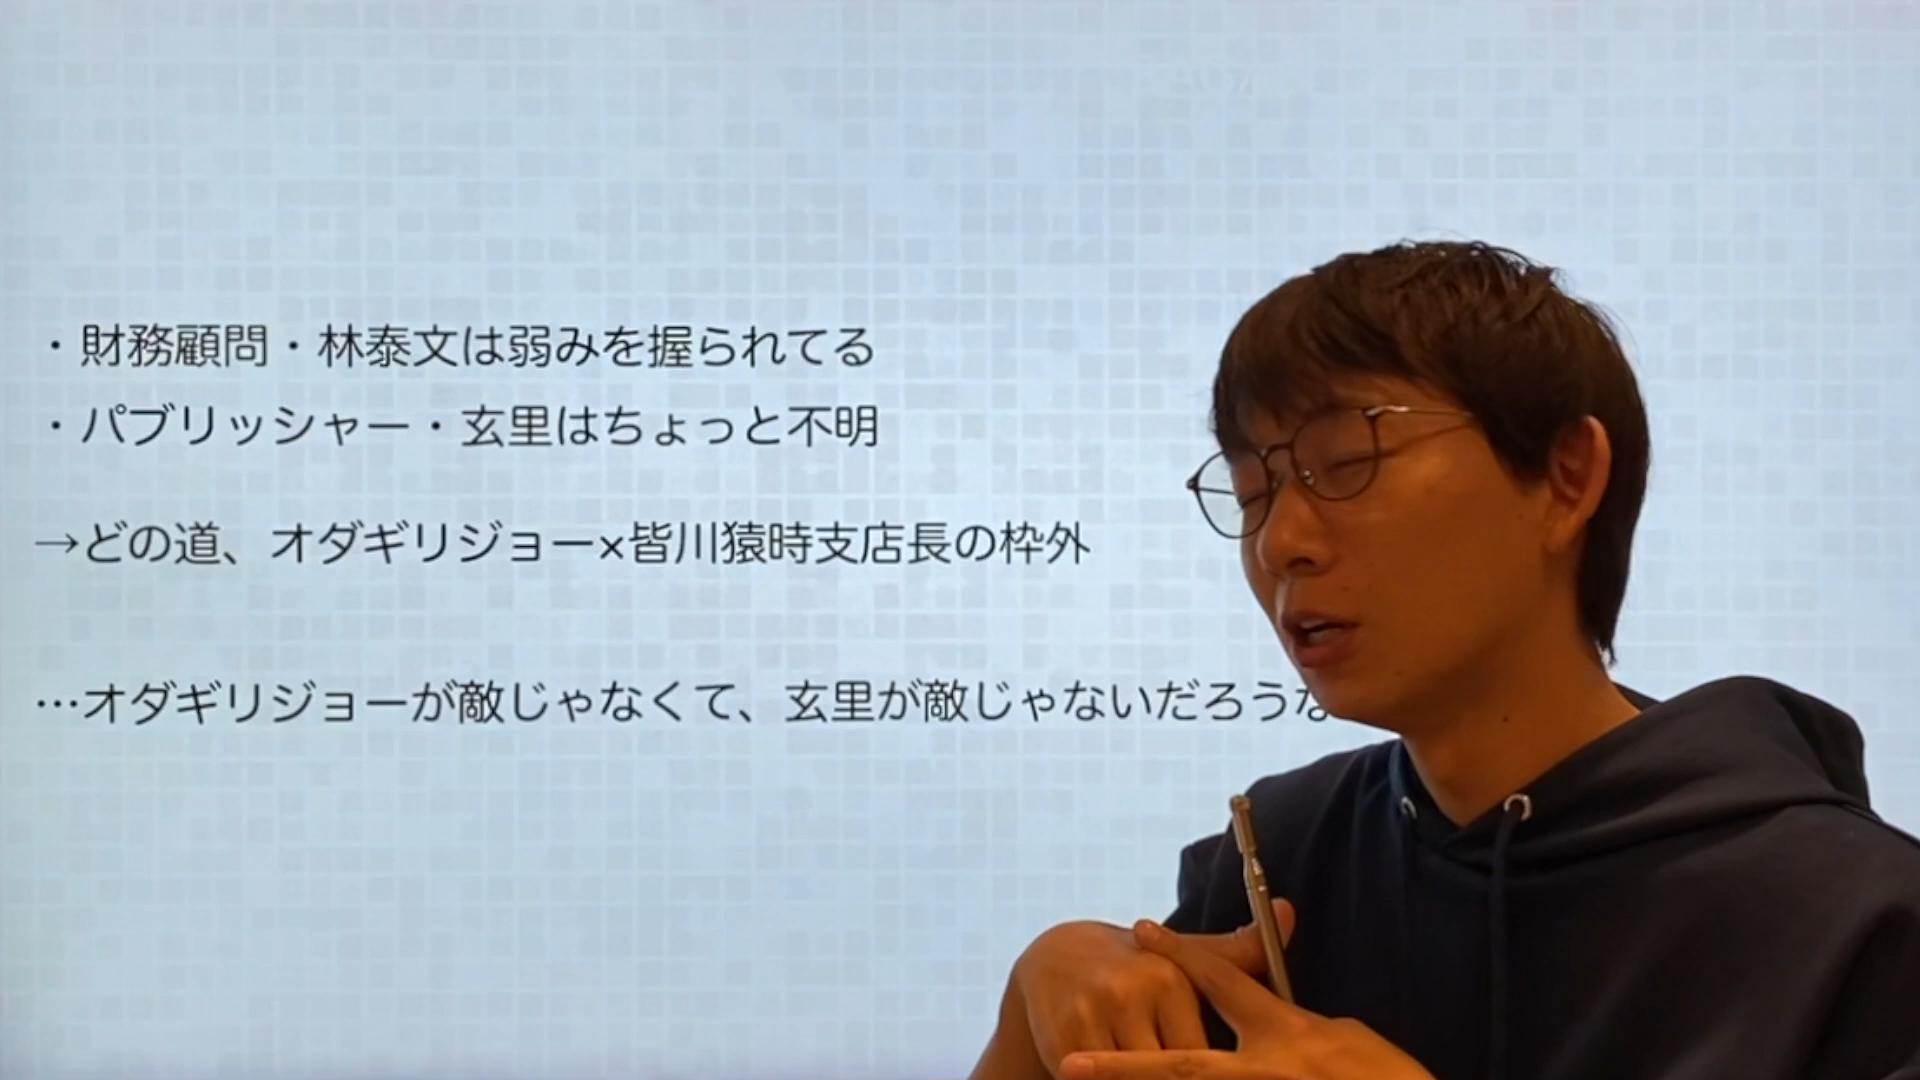 ・財務顧問・林泰文は弱みを握られてる
・パブリッシャー・玄里はちょっと不明
→どの道、オダギリジョー×皆川猿時支店長の枠外
…オダギリジョーが敵じゃなくて、玄里が敵じゃないだろうな